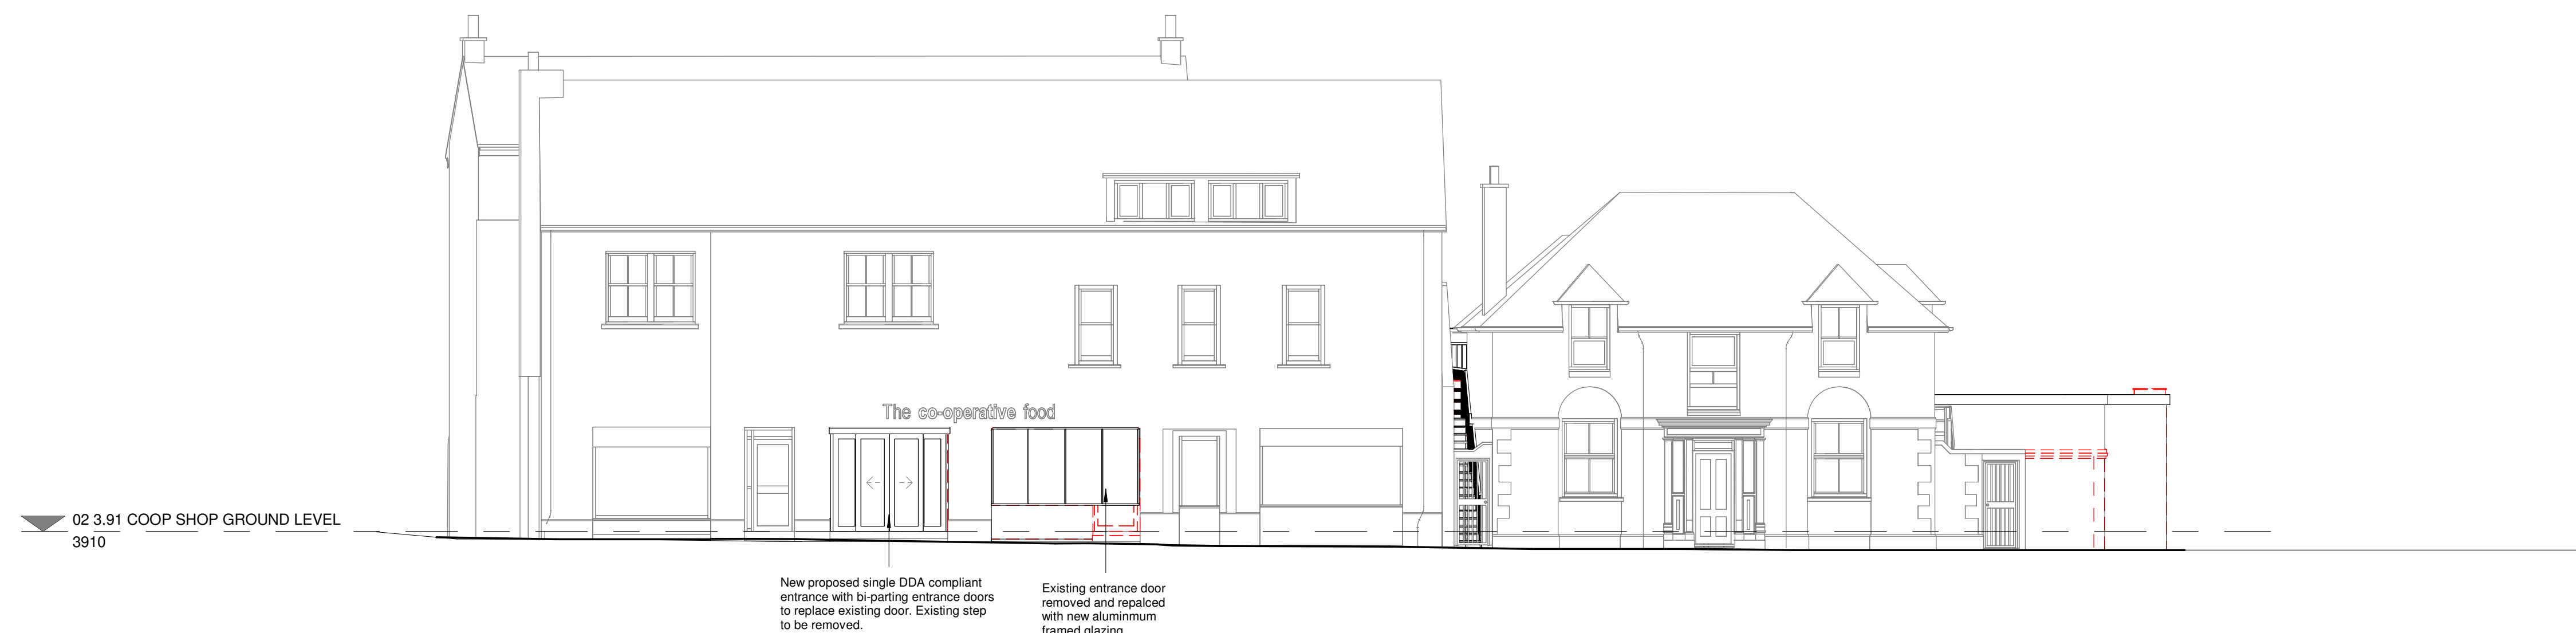 The co-operative food
02 3.91 COOP SHOP GROUND LEVEL
3910
New proposed single DDA compliant
entrance with bi-parting entrance doors
to replace existing door. Existing step
to be removed.
Existing entrance door
removed and repalced
with new aluminmum
framed glazing